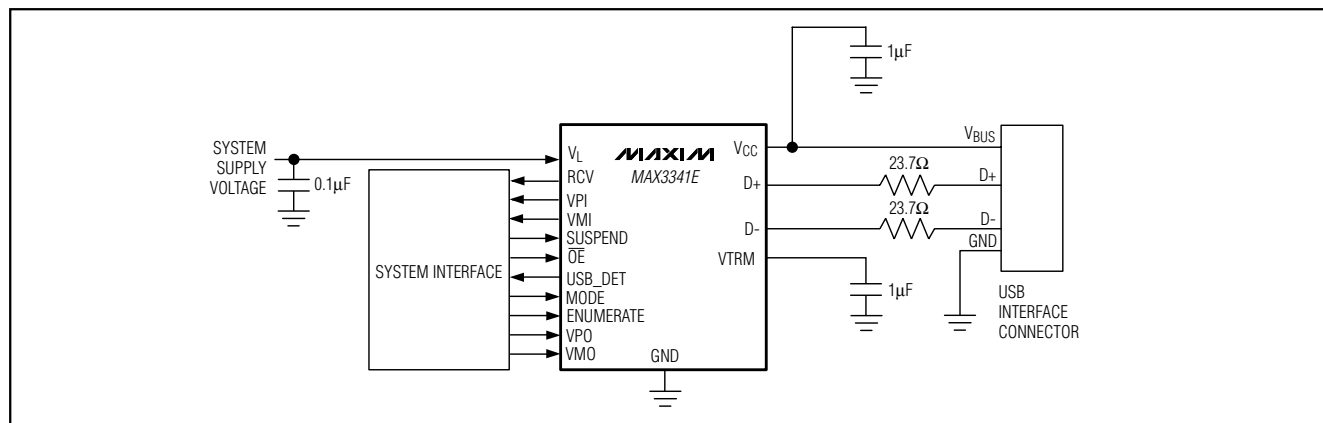 1µF
SYSTEM
SUPPLY
VOLTAGE
0.1µF
SYSTEM INTERFACE
VL
RCV
VPI
VMI
SUSPEND
OE
USB_DET
MODE
ENUMERATE
VPO
VMO
MAXIM
MAX3341E
GND
VCC
D+
D-
VTRM
23.7Ω
23.7Ω
1µF
VBUS
D+
D-
GND
USB
INTERFACE
CONNECTOR